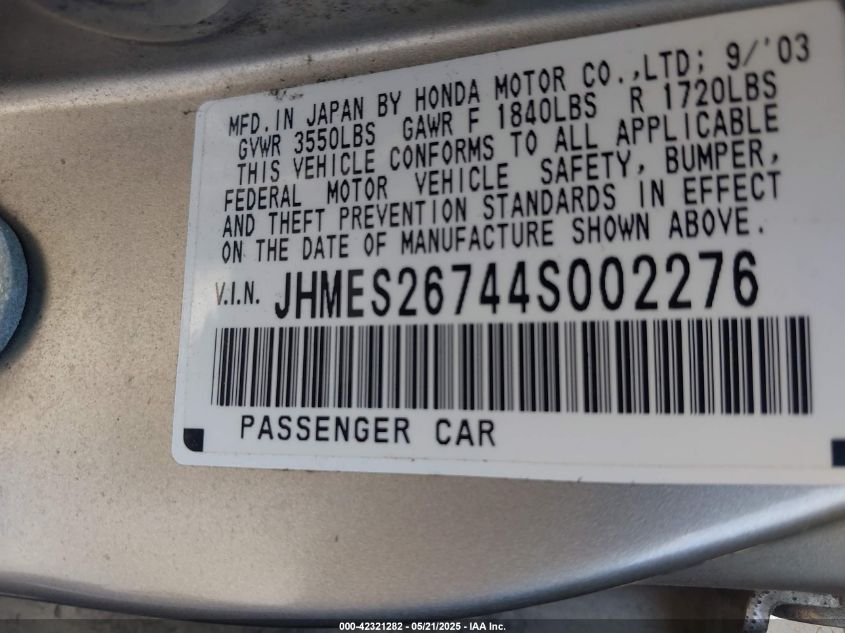 MFD.IN JAPAN BY HONDA MOTOR CO.,LTD; 9/'03
GVWR 3550LBS GAWR F 1840LBS R 1720LBS
THIS VEHICLE CONFORMS TO ALL APPLICABLE
FEDERAL MOTOR VEHICLE SAFETY, BUMPER,
AND THEFT PREVENTION STANDARDS IN EFFECT
ON THE DATE OF MANUFACTURE SHOWN ABOVE.
V.I.N. JHMES26744S002276
PASSENGER CAR
000-42321282 - 05/21/2025 - IAA Inc.